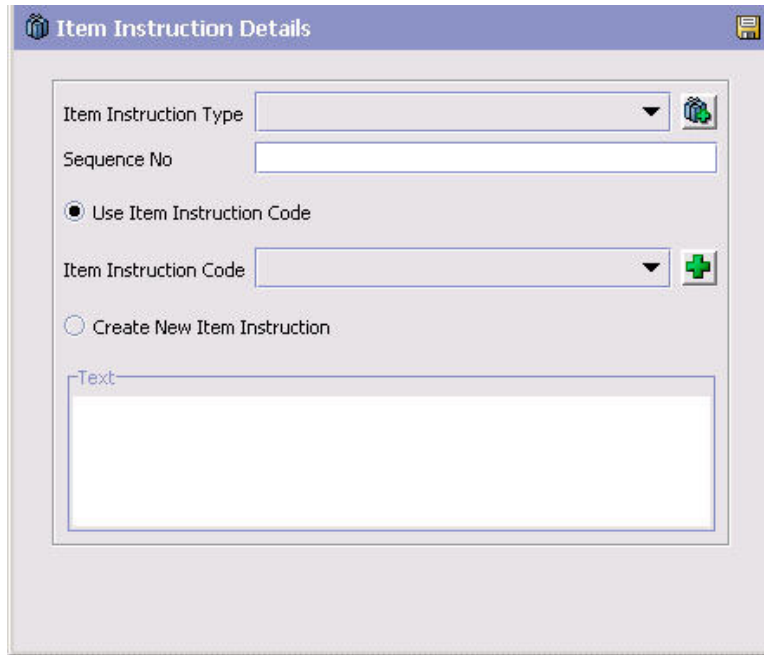 Item Instruction Details
Item Instruction Type
Sequence No
Use Item Instruction Code
Item Instruction Code
Create New Item Instruction
Text